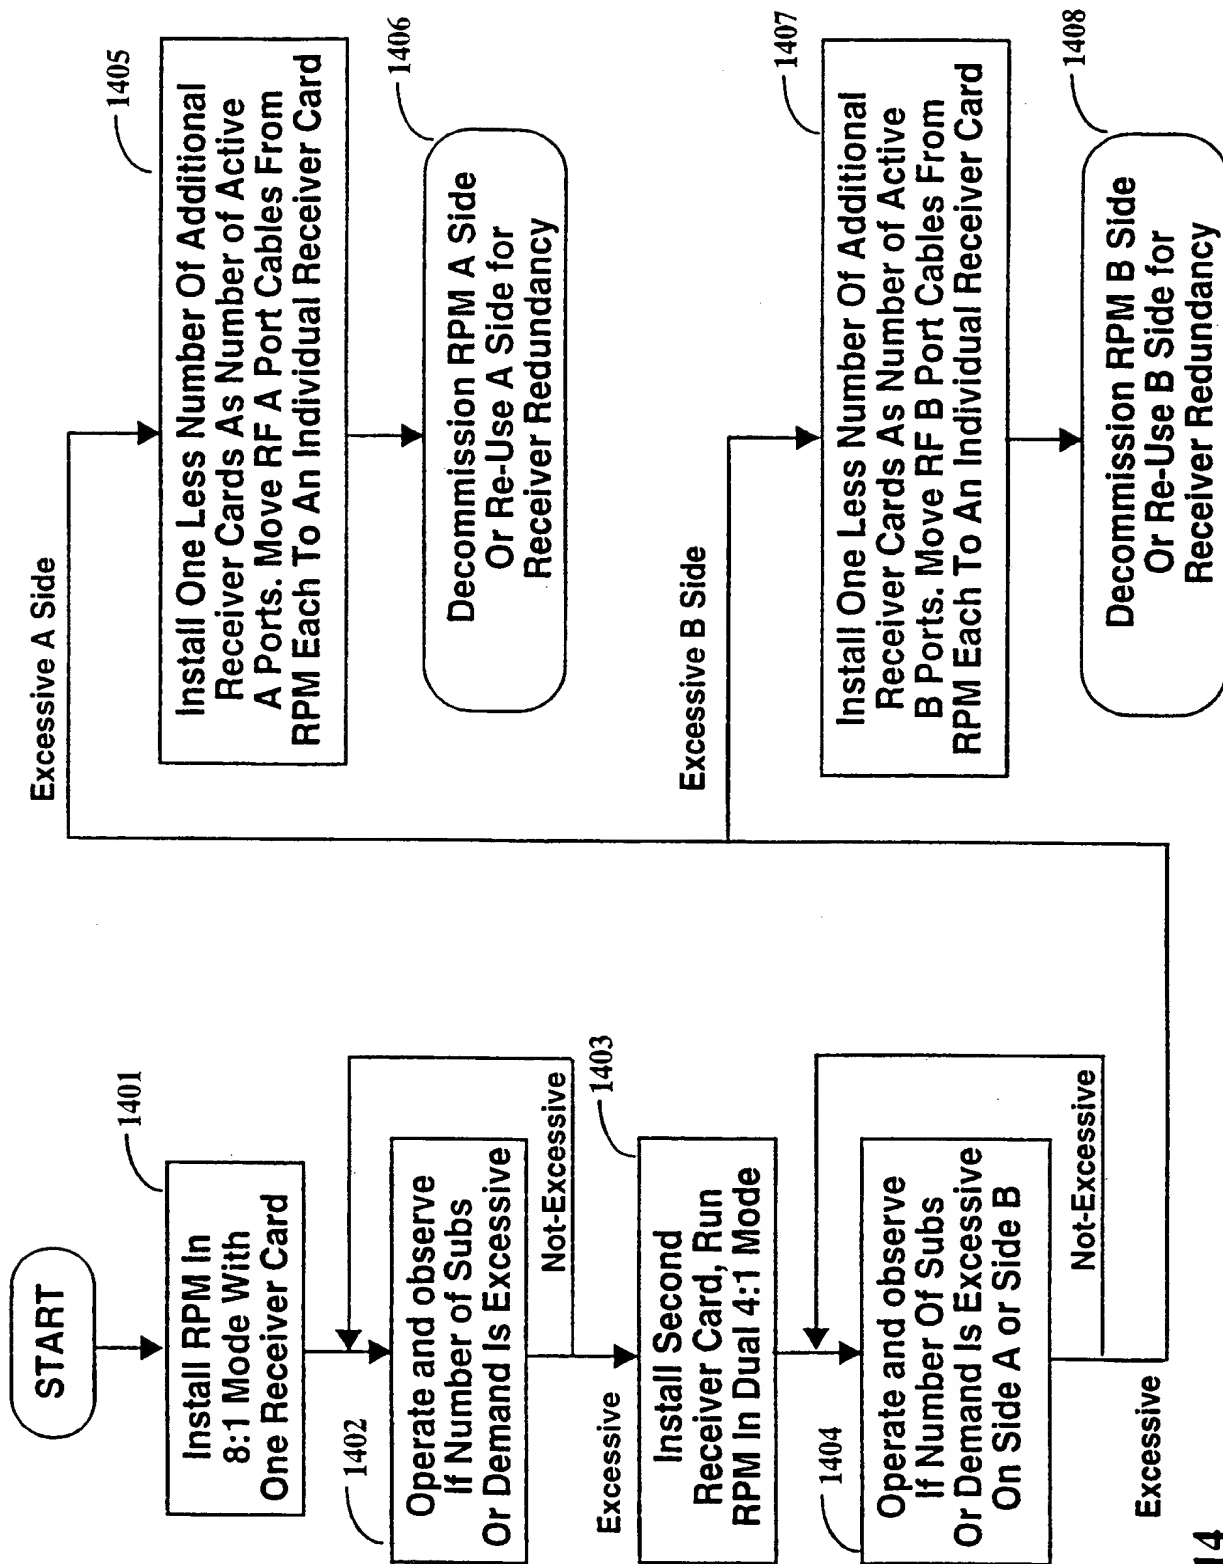 START
1401
Install RPM In
8:1 Mode With
One Receiver Card
1402
Operate and observe
If Number of Subs
Or Demand Is Excessive
Not-Excessive
Excessive
1403
Install Second
Receiver Card, Run
RPM In Dual 4:1 Mode
1404
Operate and observe
If Number Of Subs
Or Demand Is Excessive
On Side A or Side B
Not-Excessive
Excessive
Excessive A Side
1405
Install One Less Number Of Additional
Receiver Cards As Number of Active
A Ports. Move RF A Port Cables From
RPM Each To An Individual Receiver Card
1406
Decommission RPM A Side
Or Re-Use A Side for
Receiver Redundancy
Excessive B Side
1407
Install One Less Number Of Additional
Receiver Cards As Number of Active
B Ports. Move RF B Port Cables From
RPM Each To An Individual Receiver Card
1408
Decommission RPM B Side
Or Re-Use B Side for
Receiver Redundancy